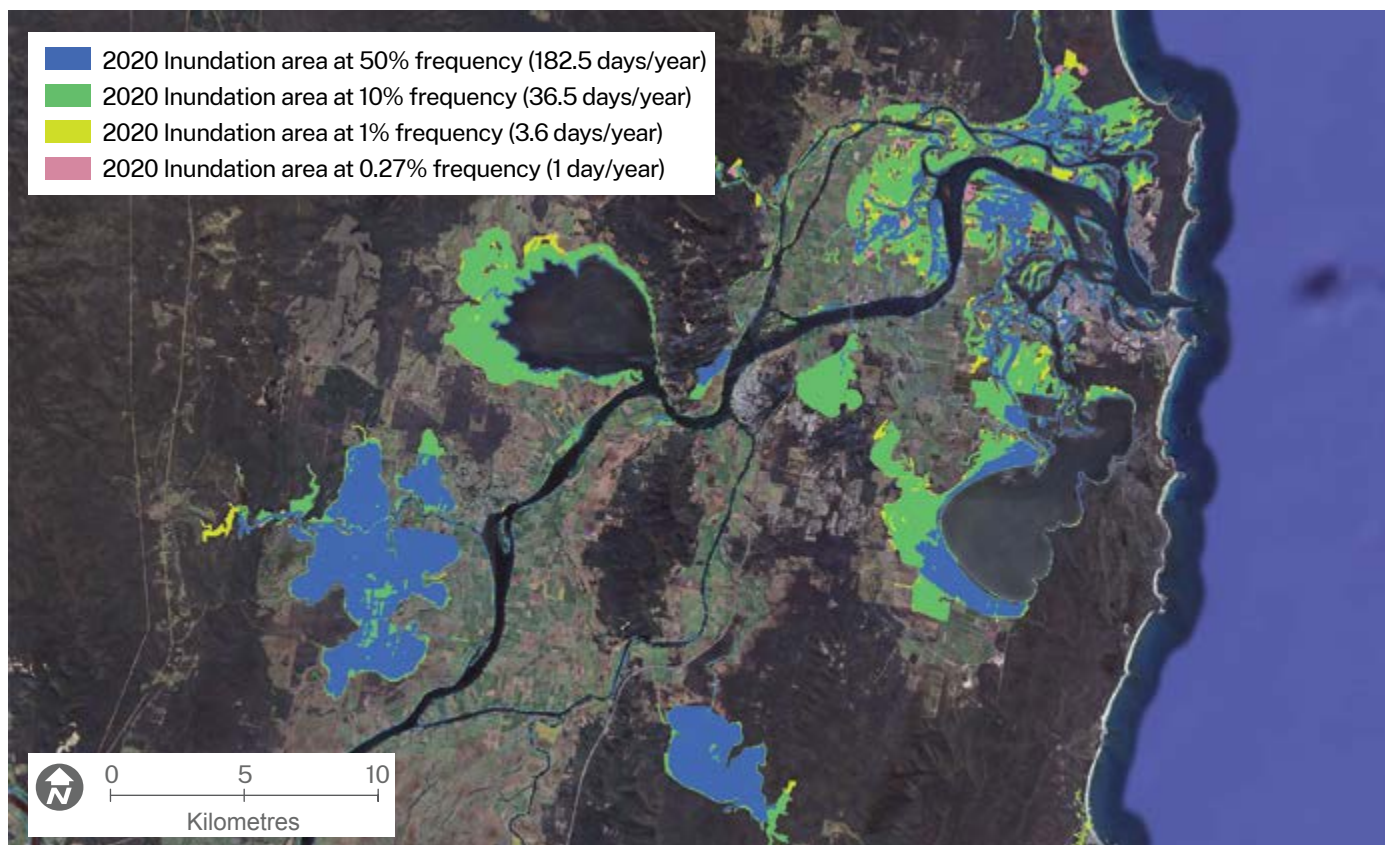 2020 Inundation area at 50% frequency (182.5 days/year)
2020 Inundation area at 10% frequency (36.5 days/year)
2020 Inundation area at 1% frequency (3.6 days/year)
2020 Inundation area at 0.27% frequency (1 day/year)
N
0 5 10
Kilometres